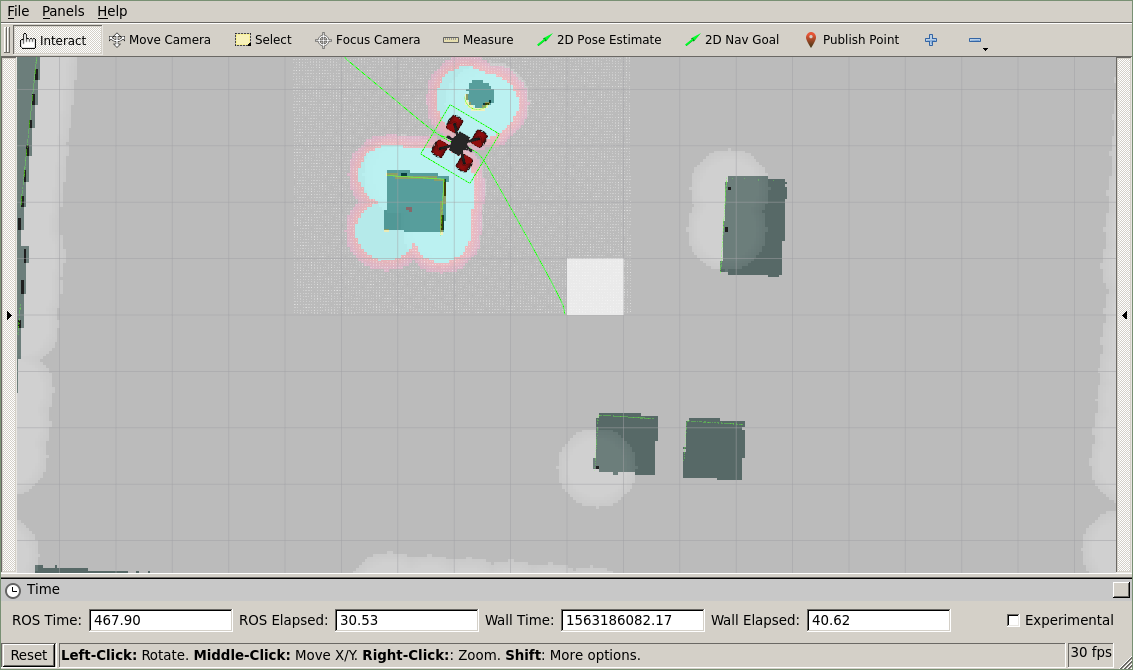 File Panels Help
Interact Move Camera Select Focus Camera Measure 2D Pose Estimate 2D Nav Goal Publish Point
Time
ROS Time: 467.90 ROS Elapsed: 30.53 Wall Time: 1563186082.17 Wall Elapsed: 40.62 Experimental
Reset Left-Click: Rotate. Middle-Click: Move X/Y. Right-Click:: Zoom. Shift: More options. 30 fps